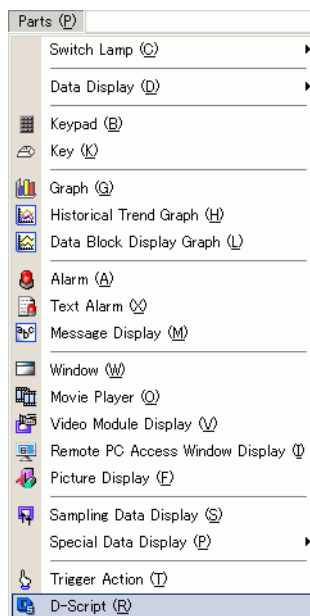 Parts (P)
Switch Lamp (C)
Data Display (D)
Keypad (B)
Key (K)
Graph (G)
Historical Trend Graph (H)
Data Block Display Graph (L)
Alarm (A)
Text Alarm (X)
Message Display (M)
Window (W)
Movie Player (O)
Video Module Display (V)
Remote PC Access Window Display (I
Picture Display (F)
Sampling Data Display (S)
Special Data Display (P)
Trigger Action (T)
D-Script (R)